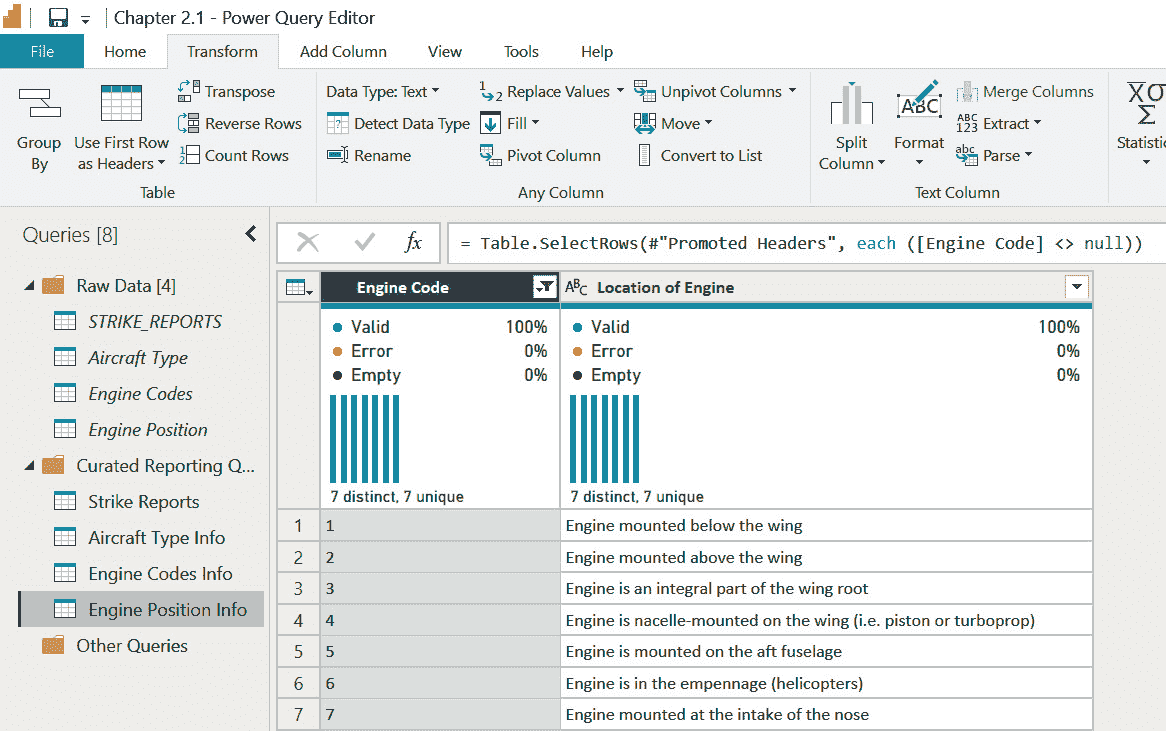 Chapter 2.1 - Power Query Editor
File Home Transform Add Column View Tools Help
Group By
Use First Row as Headers
Transpose
Reverse Rows
Count Rows
Table
Data Type: Text
Detect Data Type
Rename
1 2 Replace Values
Fill
Pivot Column
Unpivot Columns
Move
Convert to List
Any Column
Split Column
ABC
Format
Merge Columns
ABC 123 Extract
abc Parse
Text Column
XΣσ
Statistic
Queries [8]
fx
= Table.SelectRows(#"Promoted Headers", each ([Engine Code] <> null))
Raw Data [4]
STRIKE_REPORTS
Aircraft Type
Engine Codes
Engine Position
Curated Reporting Q...
Strike Reports
Aircraft Type Info
Engine Codes Info
Engine Position Info
Other Queries
Engine Code ABC Location of Engine
Valid 100% Valid 100%
Error 0% Error 0%
Empty 0% Empty 0%
7 distinct, 7 unique 7 distinct, 7 unique
1 1 Engine mounted below the wing
2 2 Engine mounted above the wing
3 3 Engine is an integral part of the wing root
4 4 Engine is nacelle-mounted on the wing (i.e. piston or turboprop)
5 5 Engine is mounted on the aft fuselage
6 6 Engine is in the empennage (helicopters)
7 7 Engine mounted at the intake of the nose